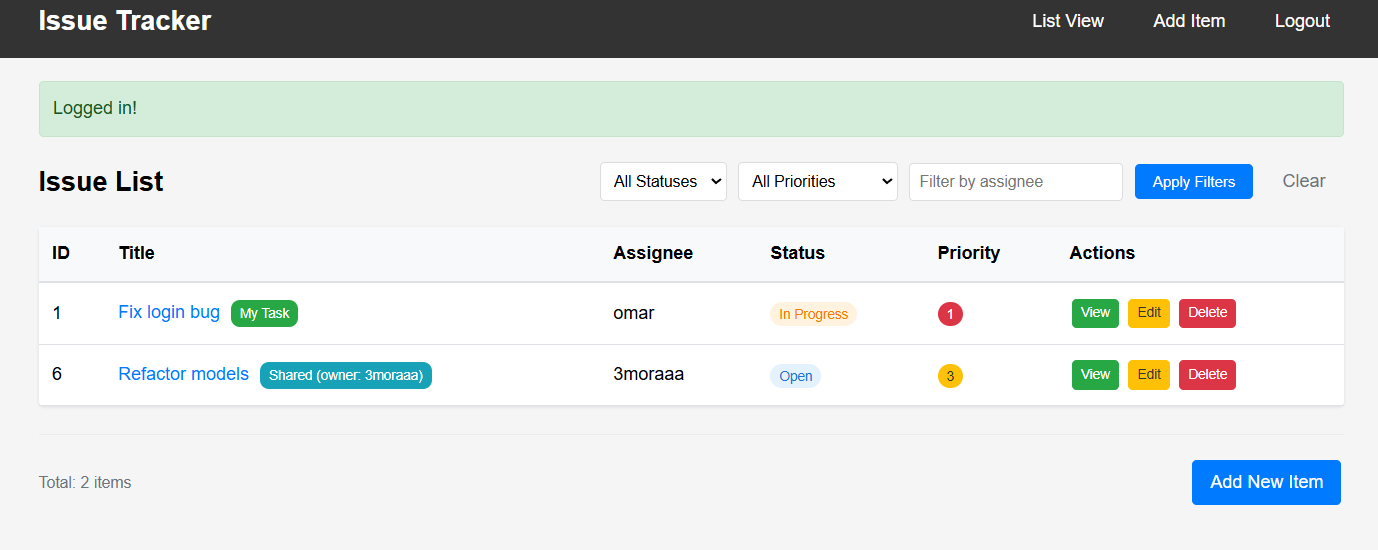 Issue Tracker List View Add Item Logout
Logged in!
Issue List All Statuses All Priorities Filter by assignee Apply Filters Clear
ID Title Assignee Status Priority Actions
1 Fix login bug My Task omar In Progress 1 View Edit Delete
6 Refactor models Shared (owner: 3moraaa) 3moraaa Open 3 View Edit Delete
Total: 2 items Add New Item